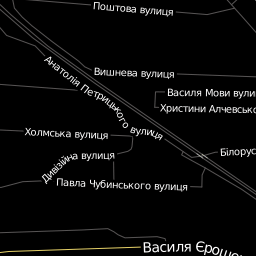 Поштова вулиця
Вишнева вулиця
Анатолія Петрицького вулиця
Василя Мови вули
Христини Алчевсько
Холмська вулиця
Білорус
Дивізійна вулиця
Павла Чубинського вулиця
Василя Єроше